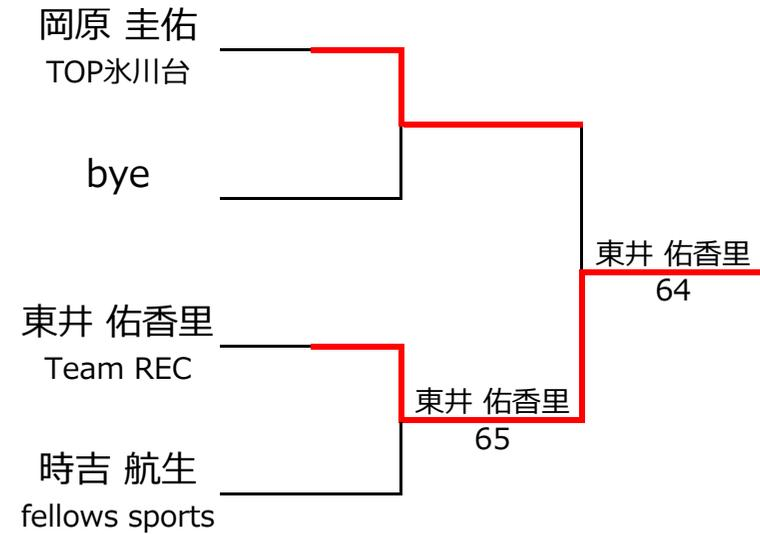 岡原 圭佑
TOP氷川台
bye
東井 佑香里
64
東井 佑香里
Team REC
東井 佑香里
65
時吉 航生
fellows sports